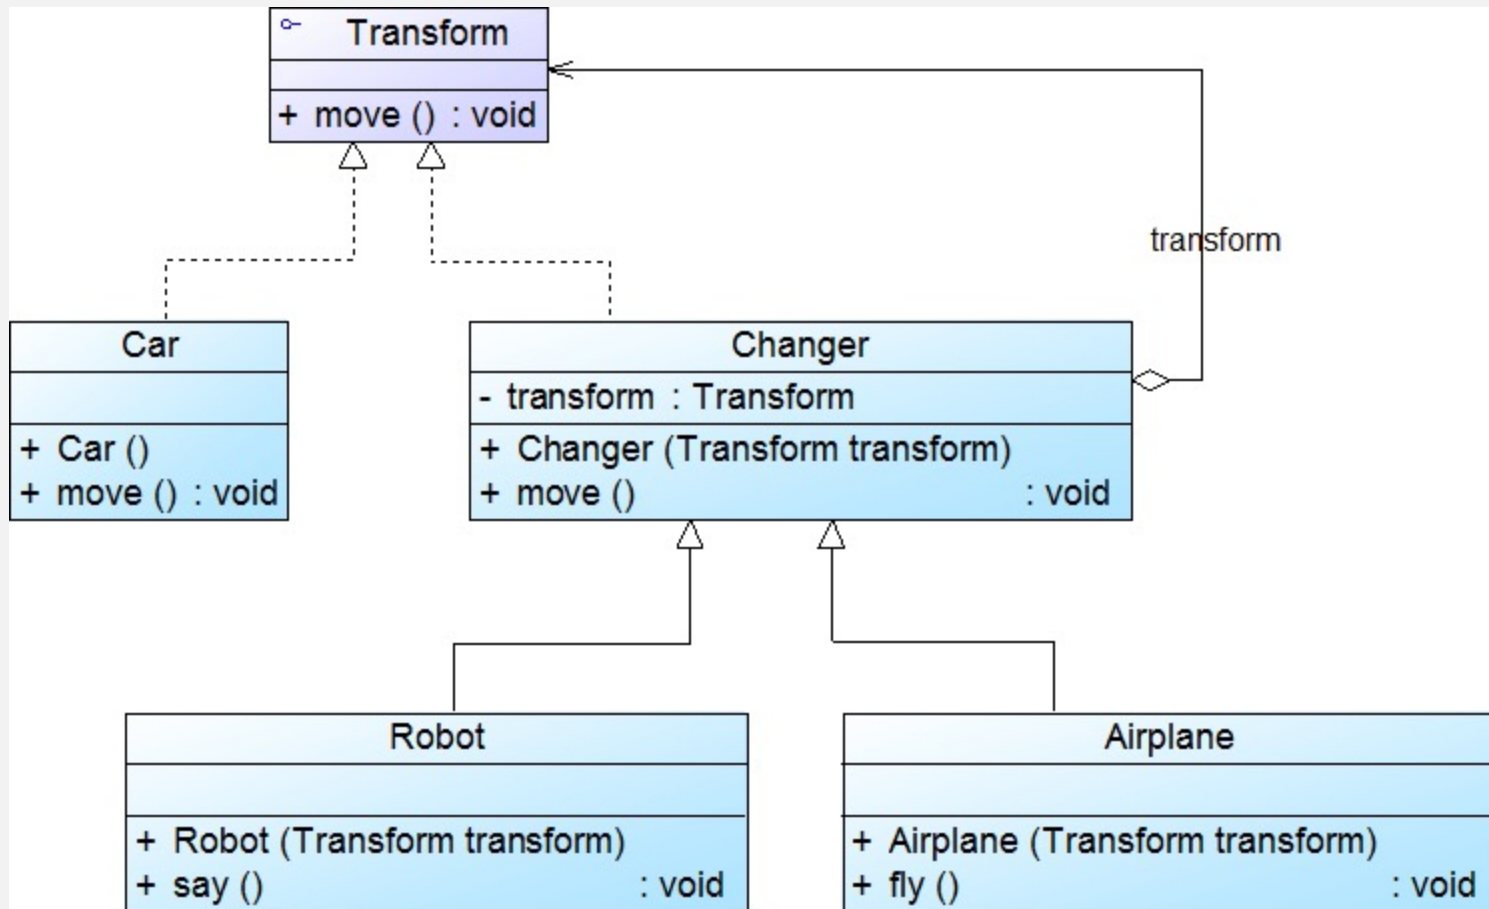 Transform
+ move () : void
transform
Car
+ Car ()
+ move () : void
Changer
- transform : Transform
+ Changer (Transform transform)
+ move () : void
Robot
+ Robot (Transform transform)
+ say () : void
Airplane
+ Airplane (Transform transform)
+ fly () : void